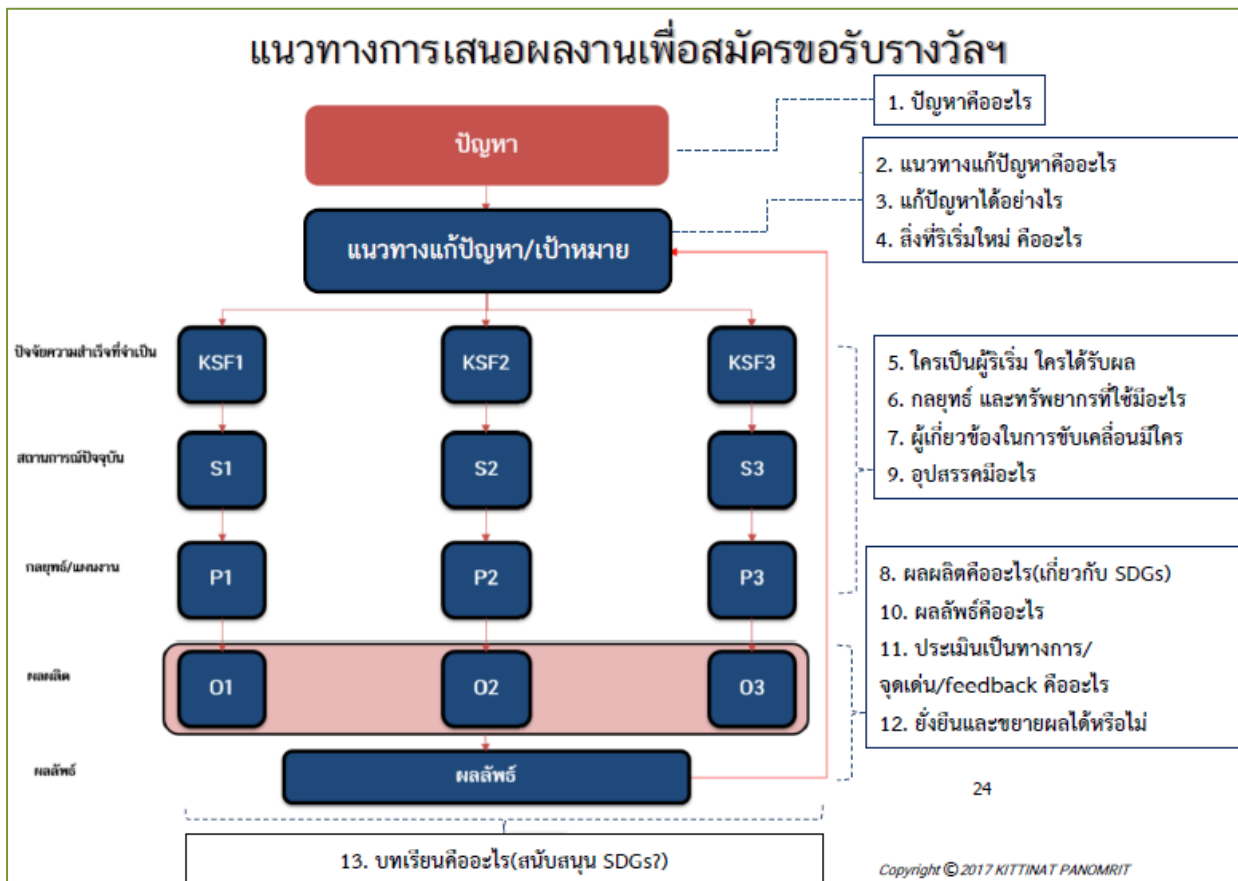 แนวทางการเสนอผลงานเพื่อสมัครขอรับรางวัลฯ
1. ปัญหาคืออะไร
ปัญหา
2. แนวทางแก้ปัญหาคืออะไร
3. แก้ปัญหาได้อย่างไร
4. สิ่งที่ริเริ่มใหม่ คืออะไร
แนวทางแก้ปัญหา/เป้าหมาย
ปัจจัยความสำเร็จที่จำเป็น
KSF1
KSF2
KSF3
5. ใครเป็นผู้ริเริ่ม ใครได้รับผล
6. กลยุทธ์ และทรัพยากรที่ใช้มีอะไร
7. ผู้เกี่ยวข้องในการขับเคลื่อนมีใคร
9. อุปสรรคมีอะไร
สถานการณ์ปัจจุบัน
S1
S2
S3
กลยุทธ์/แผนงาน
P1
P2
P3
8. ผลผลิตคืออะไร(เกี่ยวกับ SDGs)
10. ผลลัพธ์คืออะไร
11. ประเมินเป็นทางการ/
จุดเด่น/feedback คืออะไร
12. ยั่งยืนและขยายผลได้หรือไม่
ผลผลิต
O1
O2
O3
ผลลัพธ์
ผลลัพธ์
24
13. บทเรียนคืออะไร(สนับสนุน SDGs?)
Copyright © 2017 KITTINAT PANOMRIT